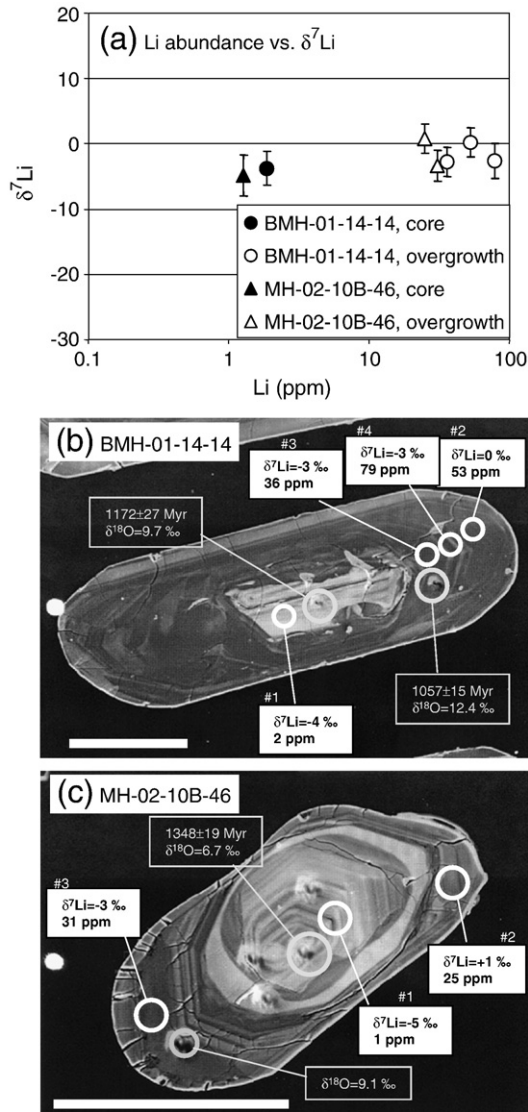 (a) Li abundance vs. δ⁷Li
20
10
0
-10
-20
-30
δ⁷Li
BMH-01-14-14, core
BMH-01-14-14, overgrowth
MH-02-10B-46, core
MH-02-10B-46, overgrowth
0.1 1 10 100
Li (ppm)
(b) BMH-01-14-14
#3
δ⁷Li=-3 ‰
36 ppm
#4
δ⁷Li=-3 ‰
79 ppm
#2
δ⁷Li=0 ‰
53 ppm
1172±27 Myr
δ¹⁸O=9.7 ‰
#1
δ⁷Li=-4 ‰
2 ppm
1057±15 Myr
δ¹⁸O=12.4 ‰
(c) MH-02-10B-46
1348±19 Myr
δ¹⁸O=6.7 ‰
#3
δ⁷Li=-3 ‰
31 ppm
#2
δ⁷Li=+1 ‰
25 ppm
#1
δ⁷Li=-5 ‰
1 ppm
δ¹⁸O=9.1 ‰